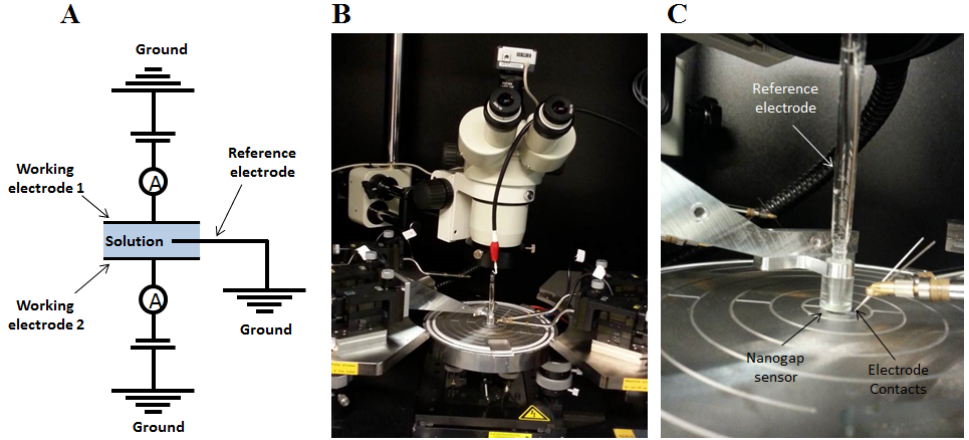 A
Ground
Working
electrode 1
A
Reference
electrode
Solution
Working
electrode 2
A
Ground
Ground
B
C
Reference
electrode
Nanogap
sensor
Electrode
Contacts